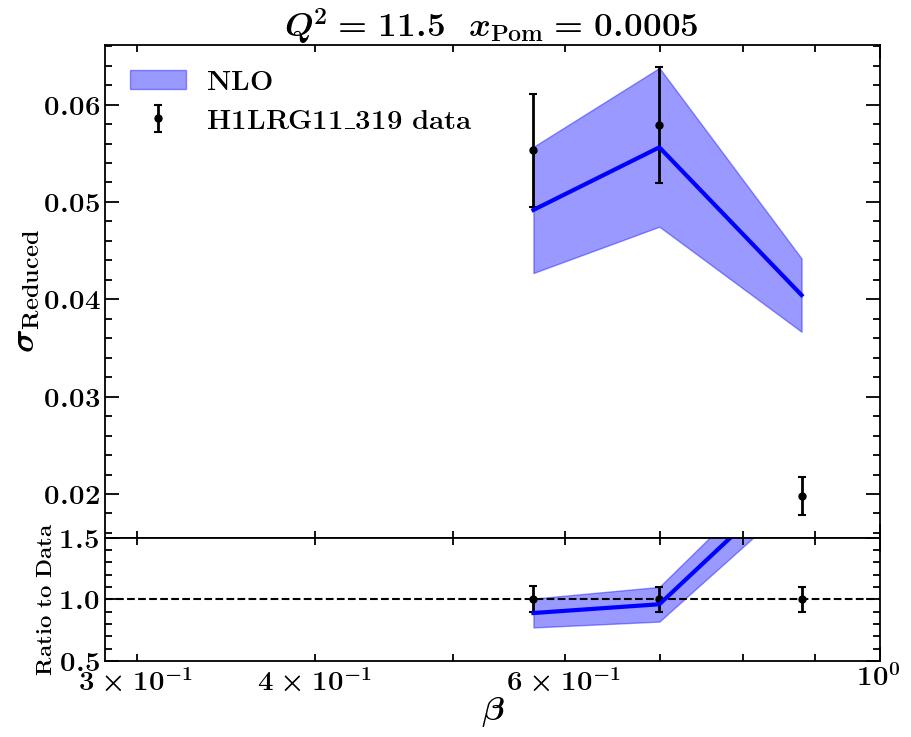 Q² = 11.5 x_Pom = 0.0005
NLO
H1LRG11_319 data
σ_Reduced
0.06
0.05
0.04
0.03
0.02
Ratio to Data
1.5
1.0
0.5
3 × 10⁻¹ 4 × 10⁻¹ 6 × 10⁻¹ 10⁰
β